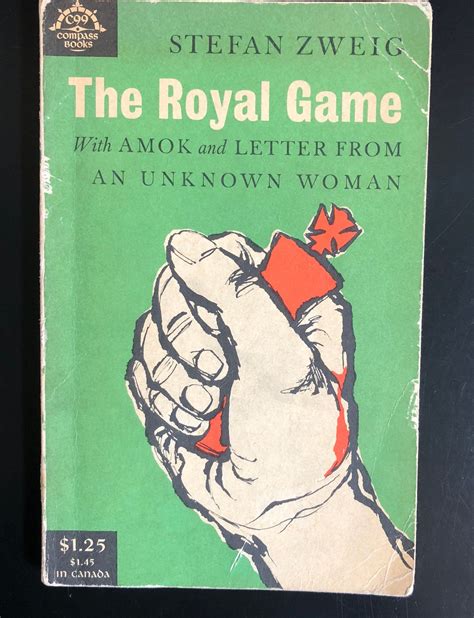 C99
COMPASS
BOOKS
STEFAN ZWEIG
The Royal Game
With AMOK and LETTER FROM
AN UNKNOWN WOMAN
$1.25
$1.45
IN CANADA